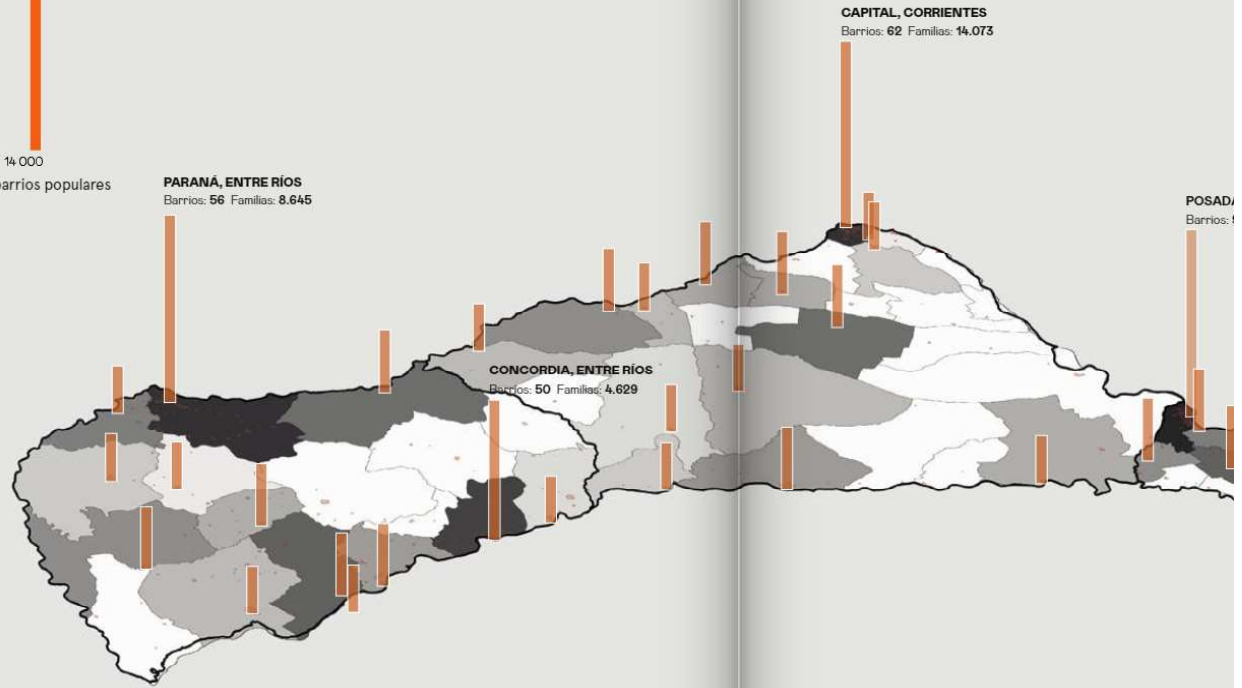 14 000
barrios populares
PARANÁ, ENTRE RÍOS
Barrios: 56 Familias: 8.645
CONCORDIA, ENTRE RÍOS
Barrios: 50 Familias: 4.629
CAPITAL, CORRIENTES
Barrios: 62 Familias: 14.073
Barrios: